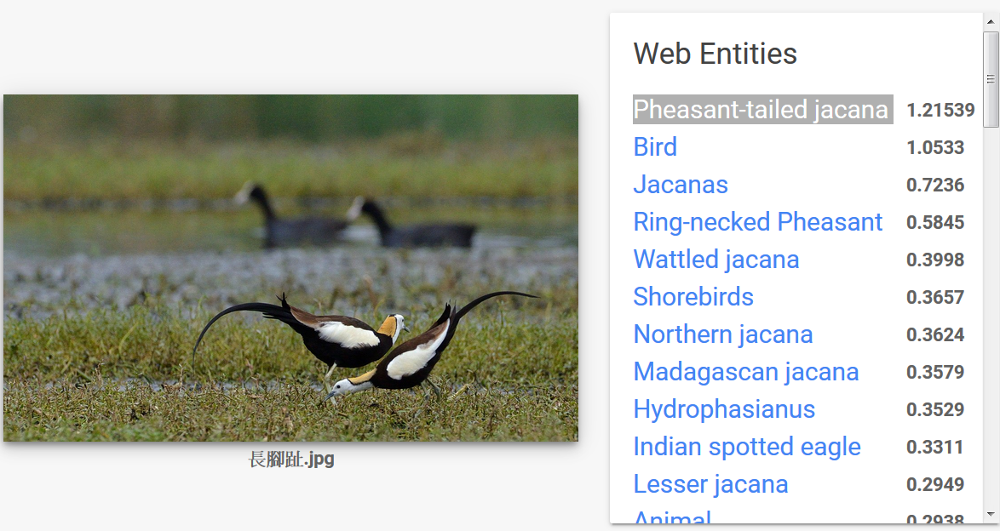 Web Entities
Pheasant-tailed jacana 1.21539
Bird 1.0533
Jacanas 0.7236
Ring-necked Pheasant 0.5845
Wattled jacana 0.3998
Shorebirds 0.3657
Northern jacana 0.3624
Madagascan jacana 0.3579
Hydrophasianus 0.3529
Indian spotted eagle 0.3311
Lesser jacana 0.2949
Animal 0.2938
長腳趾.jpg